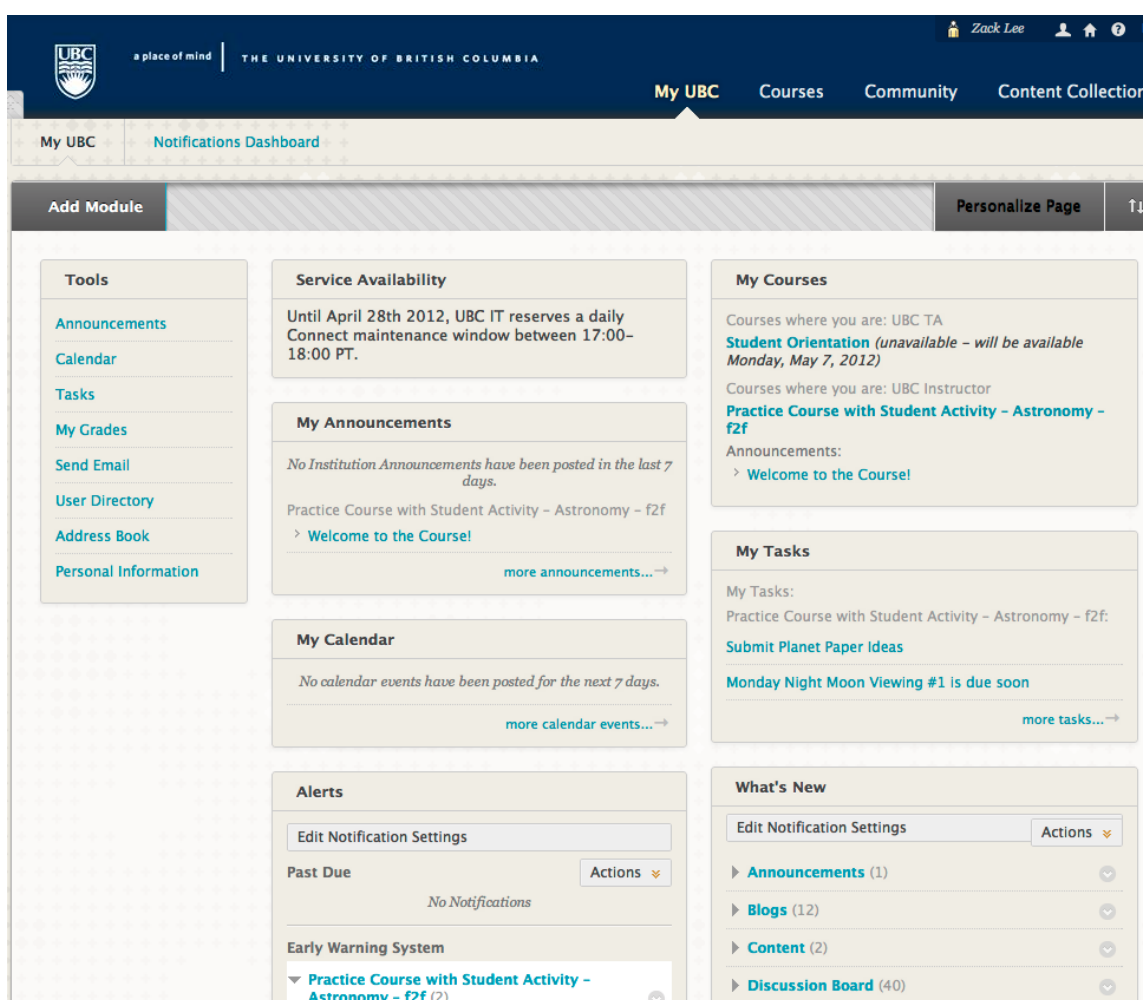 Zack Lee
UBC
a place of mind
THE UNIVERSITY OF BRITISH COLUMBIA
My UBC
Courses
Community
Content Collection
My UBC
Notifications Dashboard
Add Module
Personalize Page
Tools
Announcements
Calendar
Tasks
My Grades
Send Email
User Directory
Address Book
Personal Information
Service Availability
Until April 28th 2012, UBC IT reserves a daily
Connect maintenance window between 17:00-
18:00 PT.
My Announcements
No Institution Announcements have been posted in the last 7
days.
Practice Course with Student Activity - Astronomy - f2f
Welcome to the Course!
more announcements...→
My Calendar
No calendar events have been posted for the next 7 days.
more calendar events...→
Alerts
Edit Notification Settings
Past Due
Actions
No Notifications
Early Warning System
Practice Course with Student Activity -
Astronomy - f2f (2)
My Courses
Courses where you are: UBC TA
Student Orientation (unavailable - will be available
Monday, May 7, 2012)
Courses where you are: UBC Instructor
Practice Course with Student Activity - Astronomy -
f2f
Announcements:
Welcome to the Course!
My Tasks
My Tasks:
Practice Course with Student Activity - Astronomy - f2f:
Submit Planet Paper Ideas
Monday Night Moon Viewing #1 is due soon
more tasks...→
What's New
Edit Notification Settings
Actions
Announcements (1)
Blogs (12)
Content (2)
Discussion Board (40)